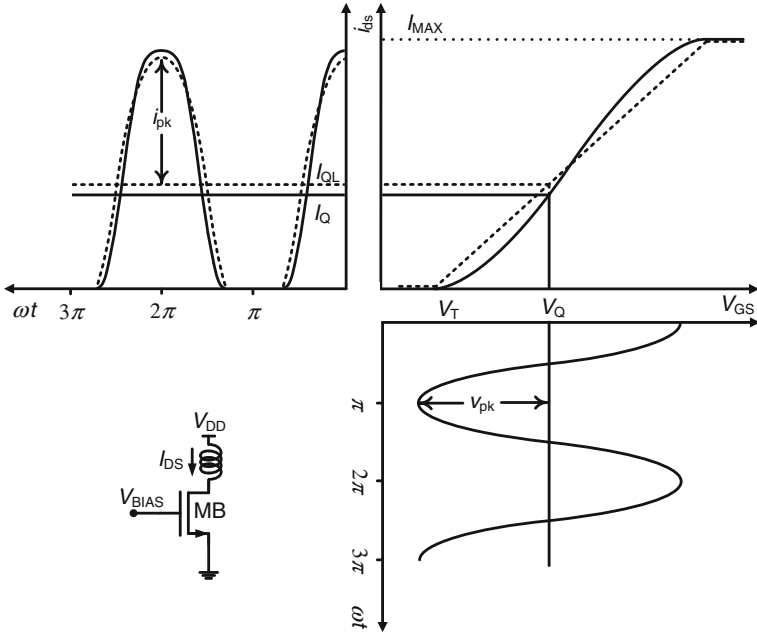 i_ds
I_MAX
i_pk
I_QL
I_Q
ωt
3π
2π
π
V_T
V_Q
V_GS
v_pk
π
2π
3π
ωt
V_DD
I_DS
V_BIAS
MB